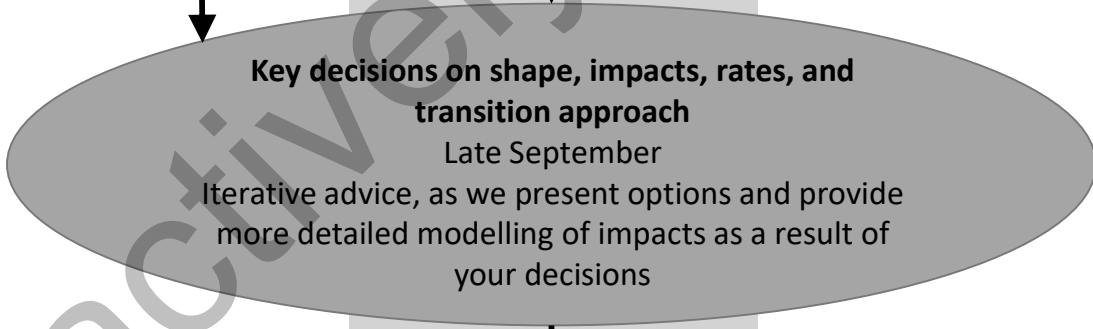 Key decisions on shape, impacts, rates, and
transition approach
Late September
Iterative advice, as we present options and provide
more detailed modelling of impacts as a result of
your decisions